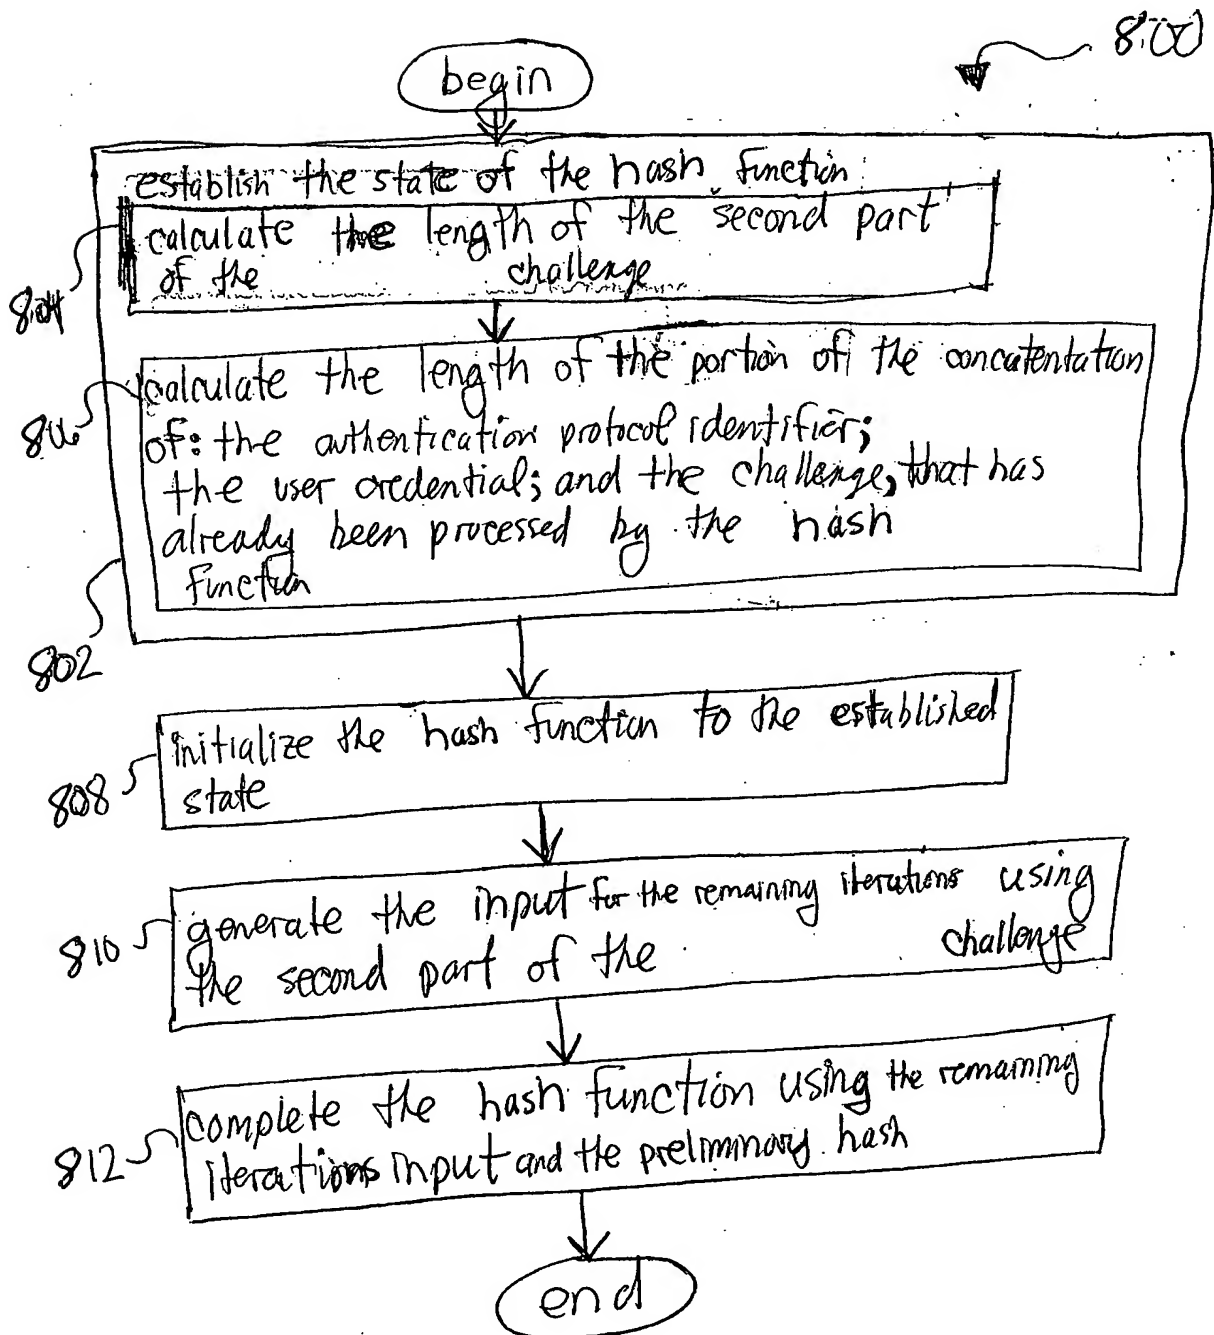 800
begin
establish the state of the hash function
804
calculate the length of the second part
of the challenge
806
calculate the length of the portion of the concatentation
of: the authentication protocol identifier;
the user credential; and the challenge, that has
already been processed by the hash
function
802
808
initialize the hash function to the established
state
810
generate the input for the remaining iterations using
the second part of the challenge
812
complete the hash function using the remaining
iterations input and the preliminary hash
end